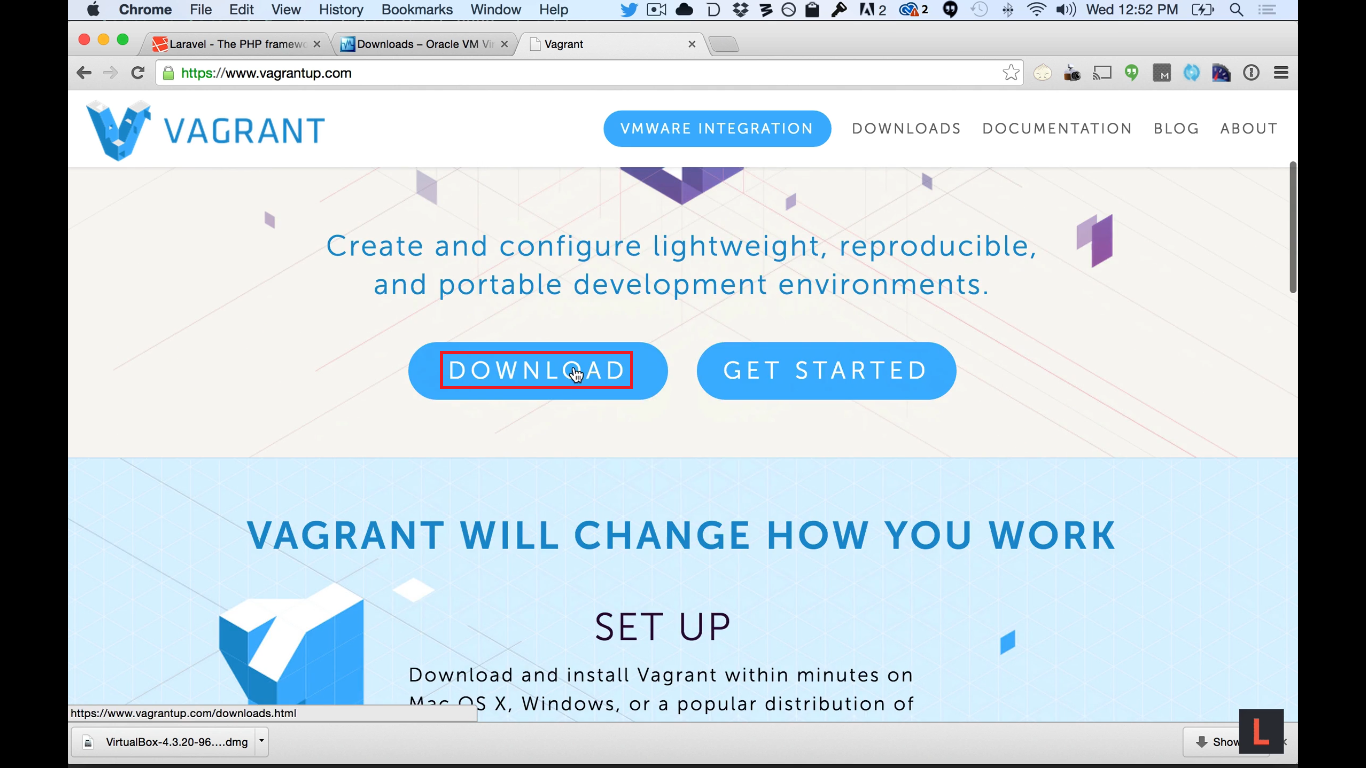 Chrome File Edit View History Bookmarks Window Help
2 2 Wed 12:52 PM
Laravel - The PHP framewo
Downloads – Oracle VM Vir
Vagrant
https://www.vagrantup.com
VAGRANT
VMWARE INTEGRATION DOWNLOADS DOCUMENTATION BLOG ABOUT
Create and configure lightweight, reproducible,
and portable development environments.
DOWNLOAD GET STARTED
VAGRANT WILL CHANGE HOW YOU WORK
SET UP
Download and install Vagrant within minutes on
Mac OS X, Windows, or a popular distribution of
https://www.vagrantup.com/downloads.html
VirtualBox-4.3.20-96....dmg
Show
L